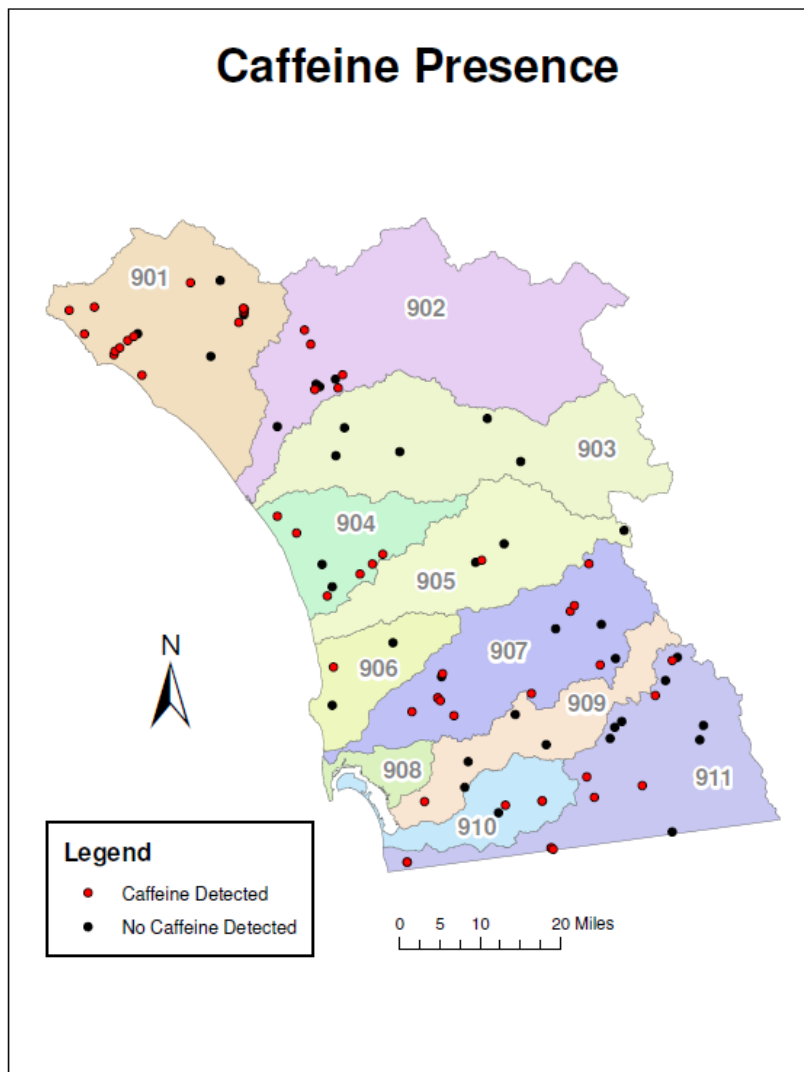 Caffeine Presence
901
902
903
904
905
906
907
908
909
910
911
N
Legend
Caffeine Detected
No Caffeine Detected
0 5 10 20 Miles